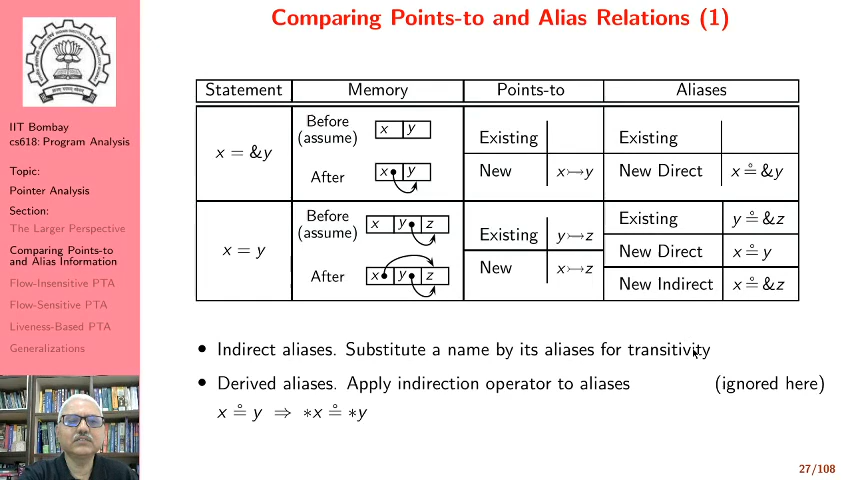 Comparing Points-to and Alias Relations (1)
IIT Bombay
cs618: Program Analysis
Topic:
Pointer Analysis
Section:
The Larger Perspective
Comparing Points-to
and Alias Information
Flow-Insensitive PTA
Flow-Sensitive PTA
Liveness-Based PTA
Generalizations
Statement Memory Points-to Aliases
x = &y
Before
(assume)
x y
After
x y
Existing
New x ↣ y
Existing
New Direct x ≗ &y
x = y
Before
(assume)
x y z
After
x y z
Existing y ↣ z
New x ↣ z
Existing y ≗ &z
New Direct x ≗ y
New Indirect x ≗ &z
• Indirect aliases. Substitute a name by its aliases for transitivity
• Derived aliases. Apply indirection operator to aliases (ignored here)
x ≗ y ⇒ *x ≗ *y
27/108